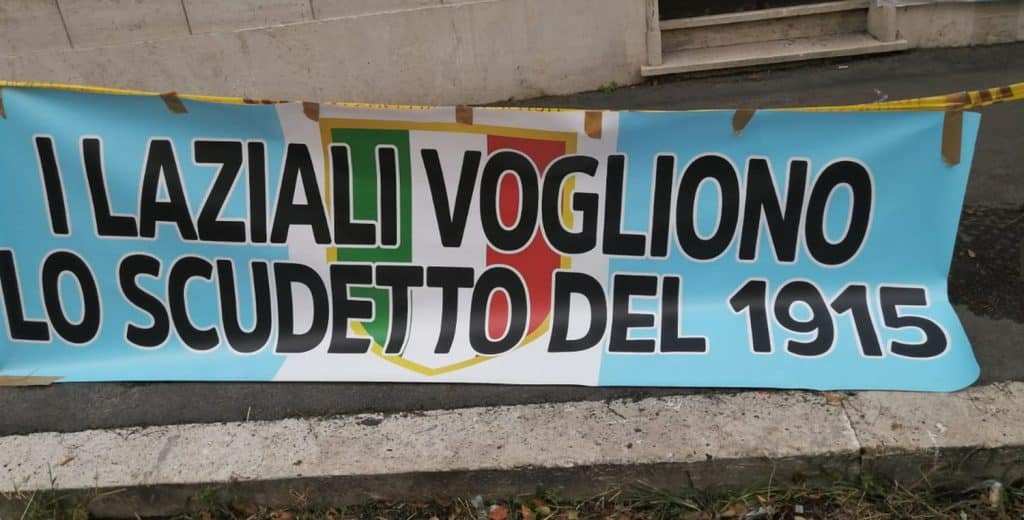 I LAZIALI VOGLIONO
LO SCUDETTO DEL 1915